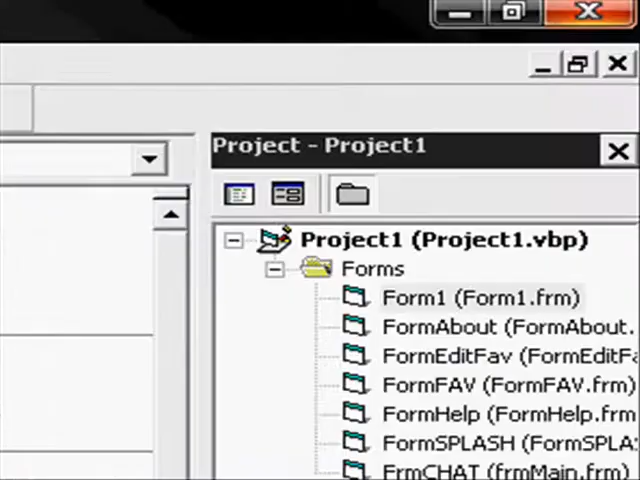 Project - Project1
Project1 (Project1.vbp)
Forms
Form1 (Form1.frm)
FormAbout (FormAbout.
FormEditFav (FormEditFa
FormFAV (FormFAV.frm)
FormHelp (FormHelp.frm
FormSPLASH (FormSPLA
FrmCHAT (frmMain.frm)